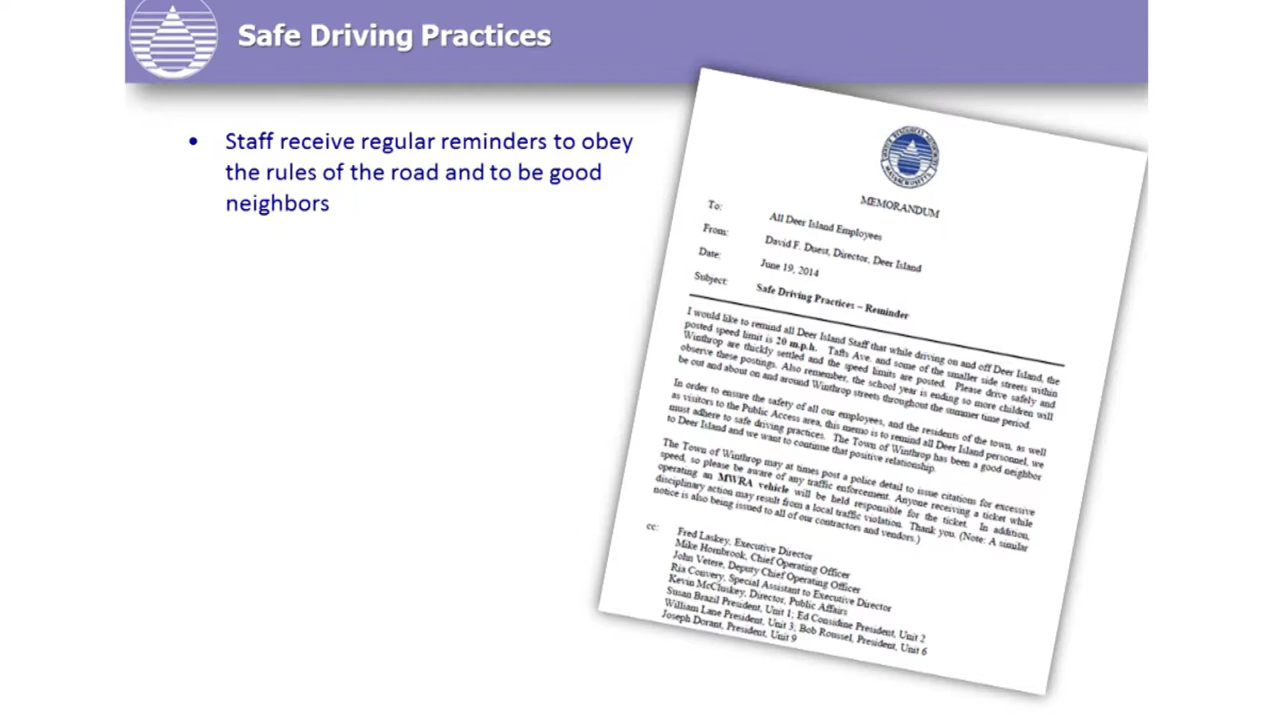 Safe Driving Practices
• Staff receive regular reminders to obey
the rules of the road and to be good
neighbors
MEMORANDUM
To: All Deer Island Employees
From: David F. Duest, Director, Deer Island
Date: June 19, 2014
Subject: Safe Driving Practices – Reminder
I would like to remind all Deer Island Staff that while driving on and off Deer Island, the
posted speed limit is 20 m.p.h. Tafts Ave. and some of the smaller side streets within
Winthrop are thickly settled and the speed limits are posted. Please drive safely and
observe these postings. Also remember, the school year is ending so more children will
be out and about on and around Winthrop streets throughout the summer time period.
In order to ensure the safety of all our employees, and the residents of the town, as well
as visitors to the Public Access area, this memo is to remind all Deer Island personnel, we
must adhere to safe driving practices. The Town of Winthrop has been a good neighbor
to Deer Island and we want to continue that positive relationship.
The Town of Winthrop may at times post a police detail to issue citations for excessive
speed, so please be aware of any traffic enforcement. Anyone receiving a ticket while
operating an MWRA vehicle will be held responsible for the ticket. In addition,
disciplinary action may result from a local traffic violation. Thank you. (Note: A similar
notice is also being issued to all of our contractors and vendors.)
cc: Fred Laskey, Executive Director
Mike Hornbrook, Chief Operating Officer
John Vetere, Deputy Chief Operating Officer
Ria Convery, Special Assistant to Executive Director
Kevin McCluskey, Director, Public Affairs
Susan Brazil President, Unit 1; Ed Considine President, Unit 2
William Lane President, Unit 3; Bob Roussel, President, Unit 6
Joseph Dorant, President, Unit 9